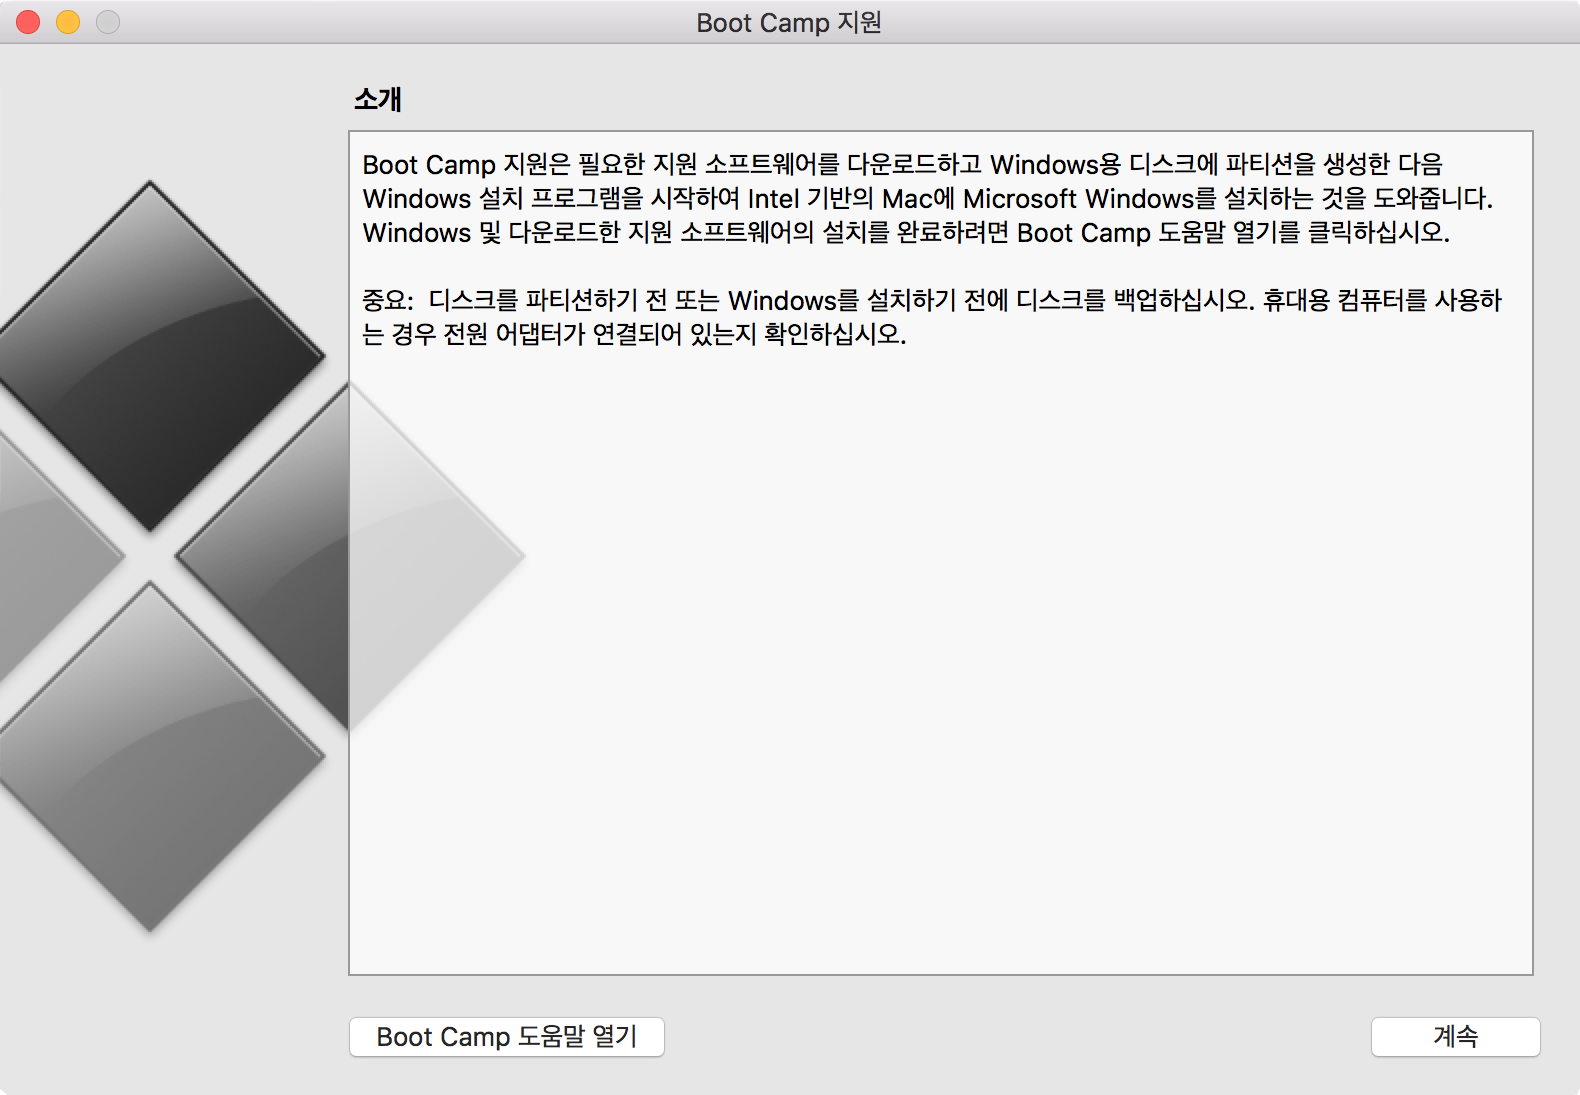 Boot Camp 지원
소개
Boot Camp 지원은 필요한 지원 소프트웨어를 다운로드하고 Windows용 디스크에 파티션을 생성한 다음
Windows 설치 프로그램을 시작하여 Intel 기반의 Mac에 Microsoft Windows를 설치하는 것을 도와줍니다.
Windows 및 다운로드한 지원 소프트웨어의 설치를 완료하려면 Boot Camp 도움말 열기를 클릭하십시오.
중요:  디스크를 파티션하기 전 또는 Windows를 설치하기 전에 디스크를 백업하십시오. 휴대용 컴퓨터를 사용하
는 경우 전원 어댑터가 연결되어 있는지 확인하십시오.
Boot Camp 도움말 열기
계속